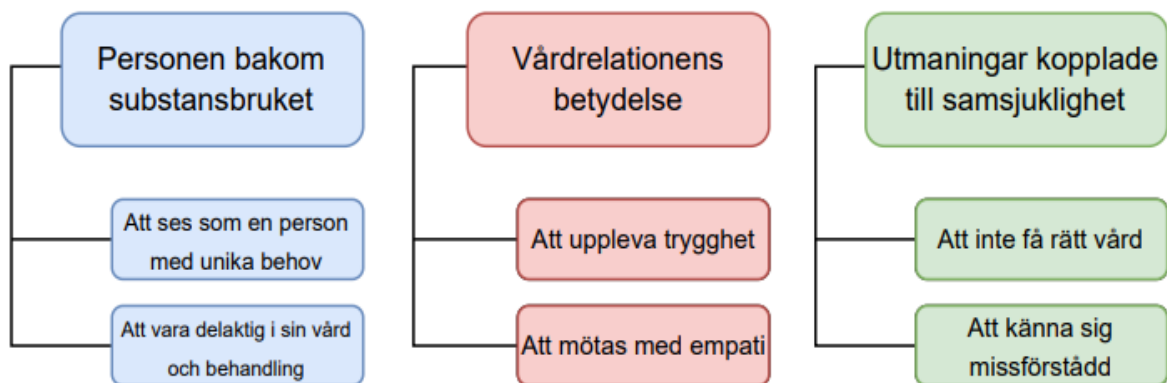 Personen bakom
substansbruket
Att ses som en person
med unika behov
Att vara delaktig i sin vård
och behandling
Vårdrelationens
betydelse
Att uppleva trygghet
Att mötas med empati
Utmaningar kopplade
till samsjuklighet
Att inte få rätt vård
Att känna sig
missförstådd